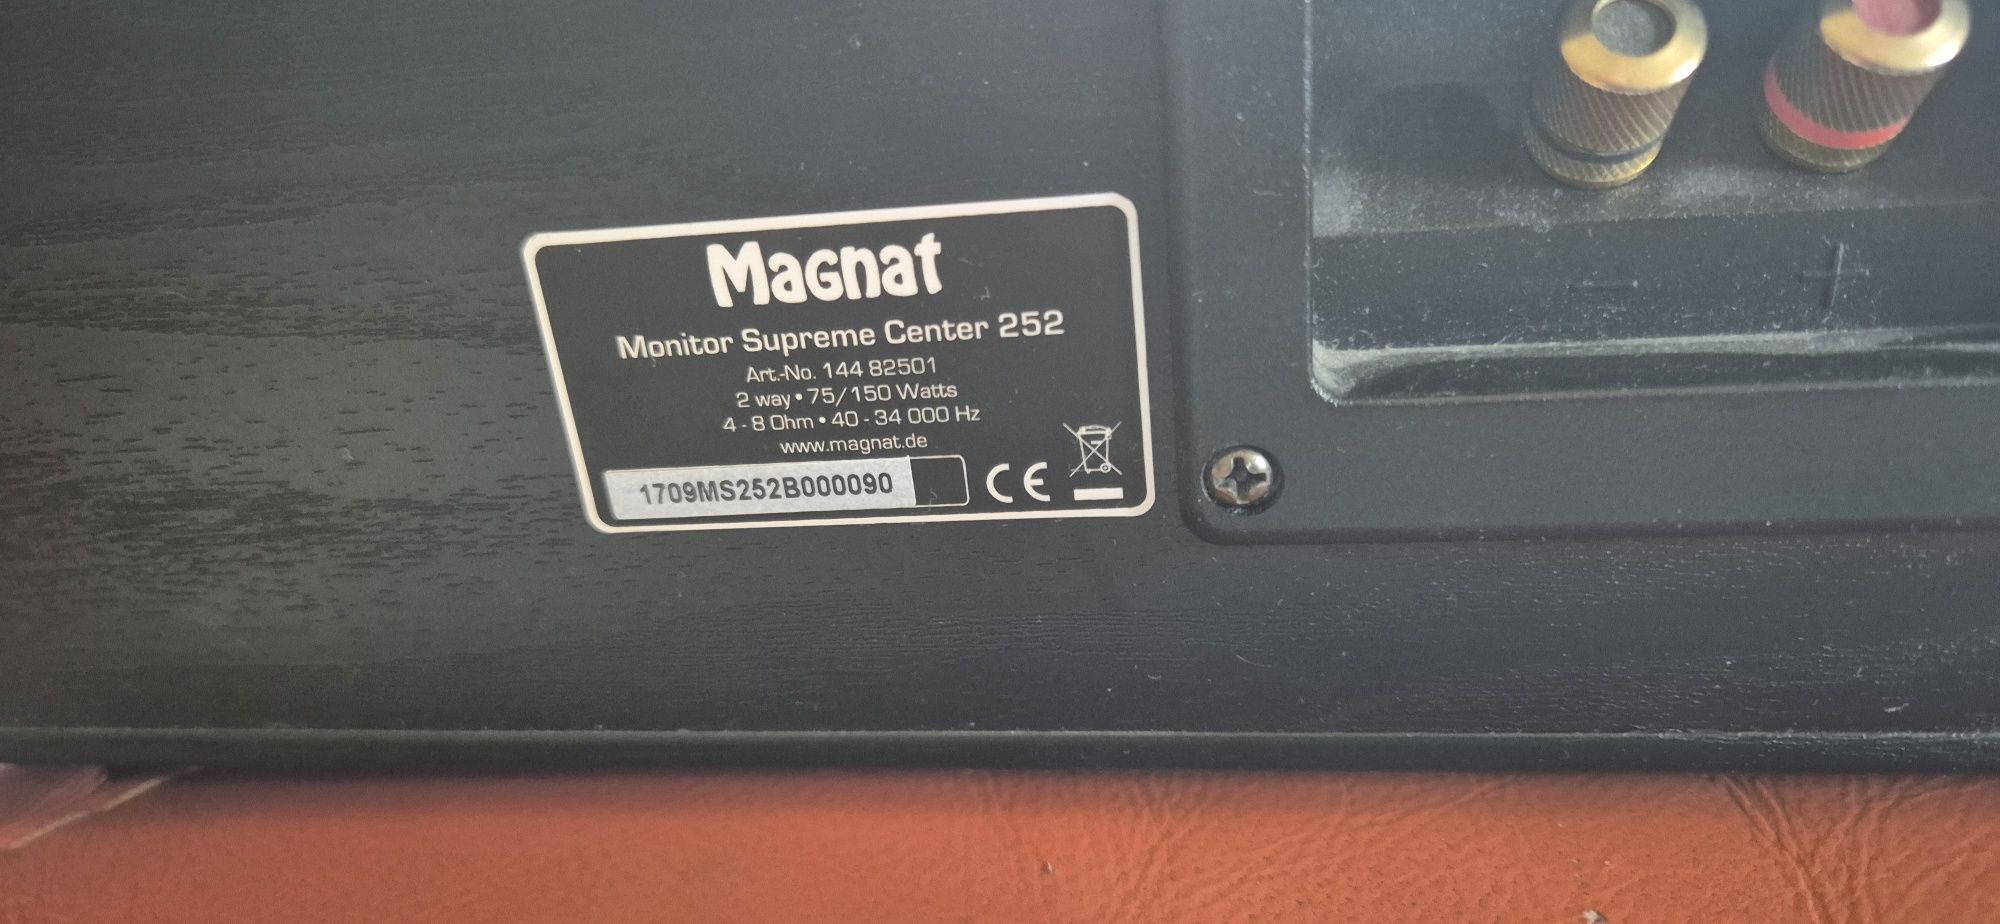 Magnat
Monitor Supreme Center 252
Art.-No. 144 82501
2 way • 75/150 Watts
4 - 8 Ohm • 40 - 34 000 Hz
www.magnat.de
1709MS252B000090
CE
- +